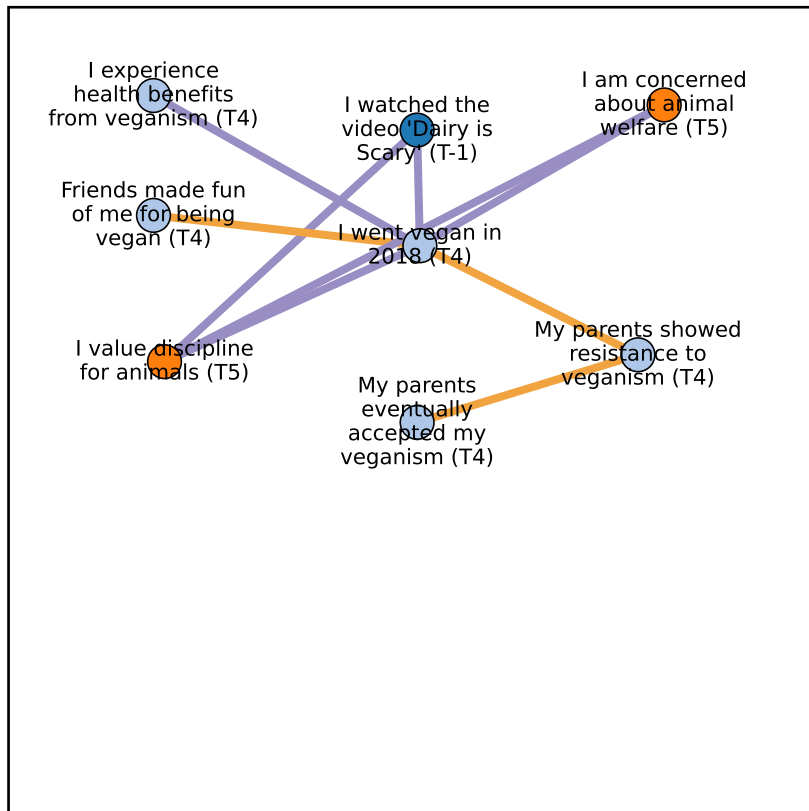 I experience
health benefits
from veganism (T4)
I watched the
video 'Dairy is
Scary' (T-1)
I am concerned
about animal
welfare (T5)
Friends made fun
of me for being
vegan (T4)
I went vegan in
2018 (T4)
I value discipline
for animals (T5)
My parents showed
resistance to
veganism (T4)
My parents
eventually
accepted my
veganism (T4)